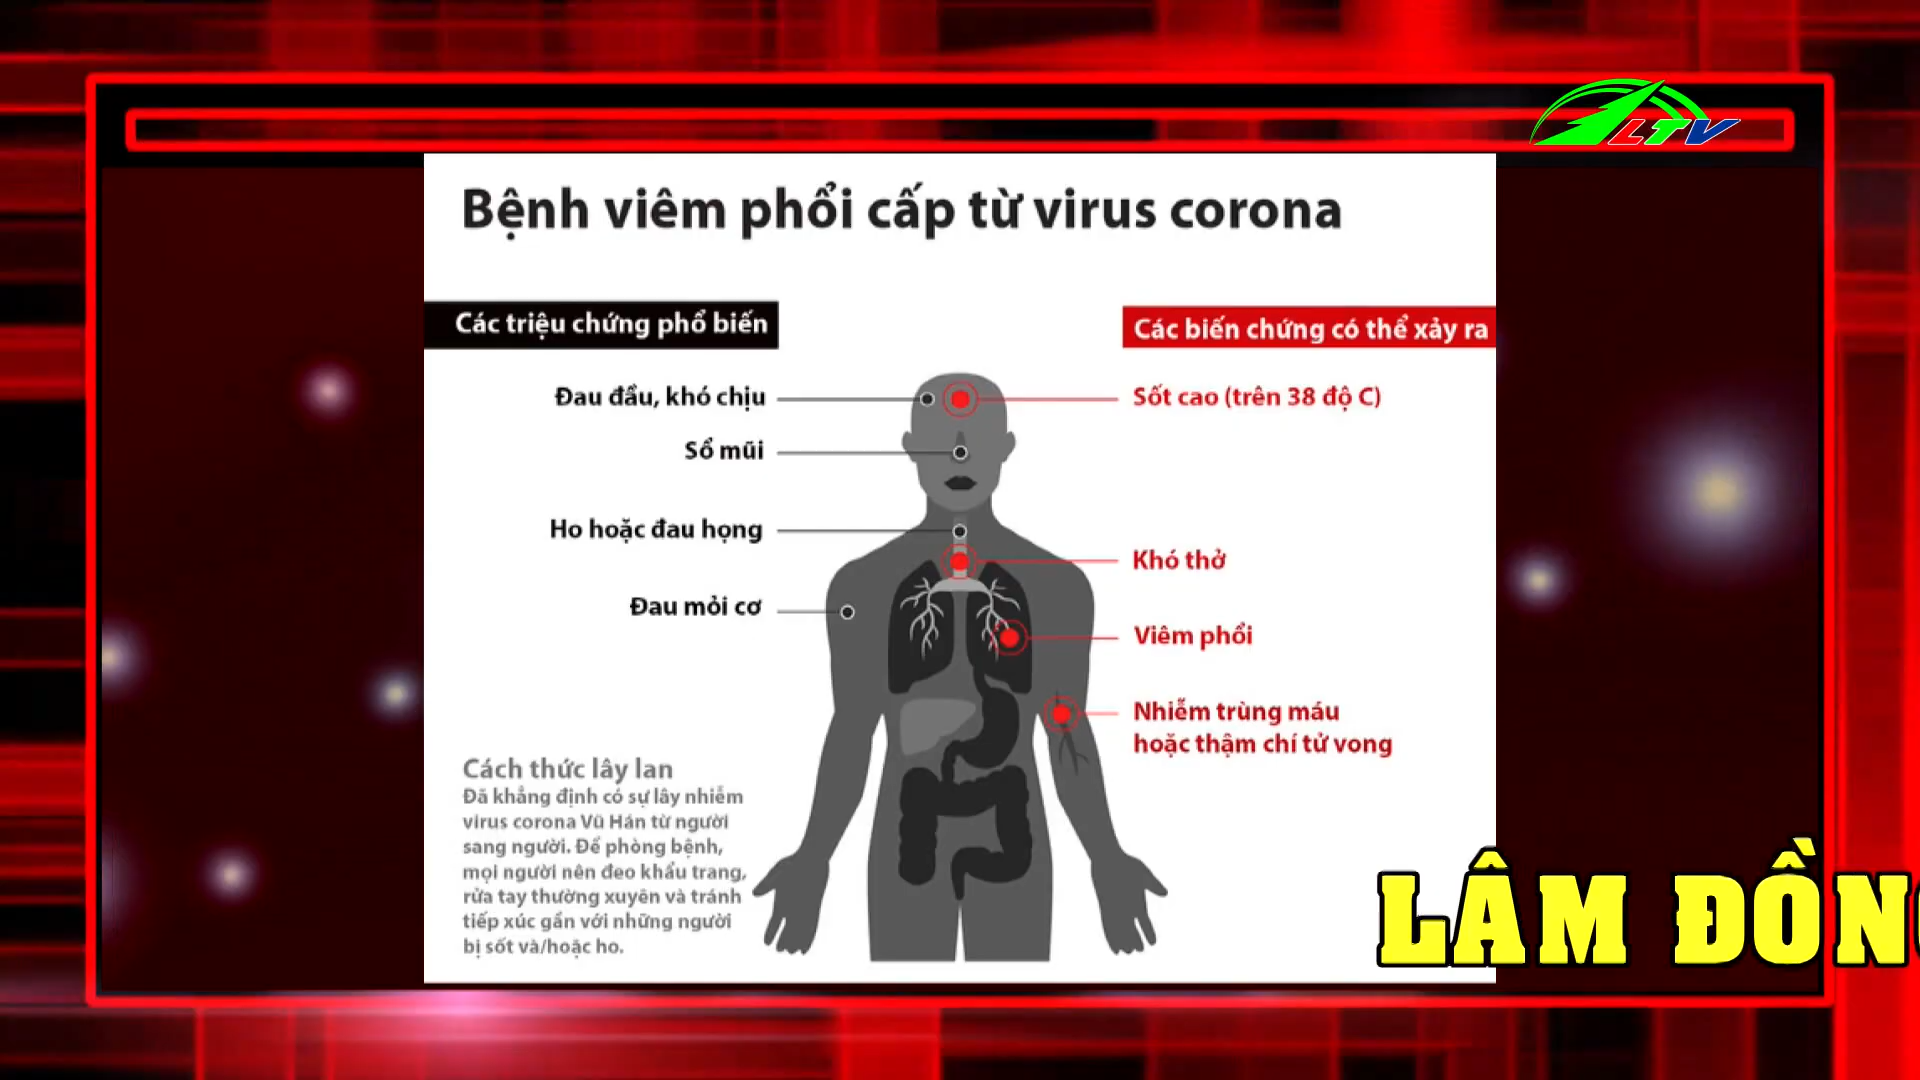 LTV
Bệnh viêm phổi cấp từ virus corona
Các triệu chứng phổ biến
Đau đầu, khó chịu
Sổ mũi
Ho hoặc đau họng
Đau mỏi cơ
Các biến chứng có thể xảy ra
Sốt cao (trên 38 độ C)
Khó thở
Viêm phổi
Nhiễm trùng máu
hoặc thậm chí tử vong
Cách thức lây lan
Đã khẳng định có sự lây nhiễm
virus corona Vũ Hán từ người
sang người. Để phòng bệnh,
mọi người nên đeo khẩu trang,
rửa tay thường xuyên và tránh
tiếp xúc gần với những người
bị sốt và/hoặc ho.
LÂM ĐỒNG